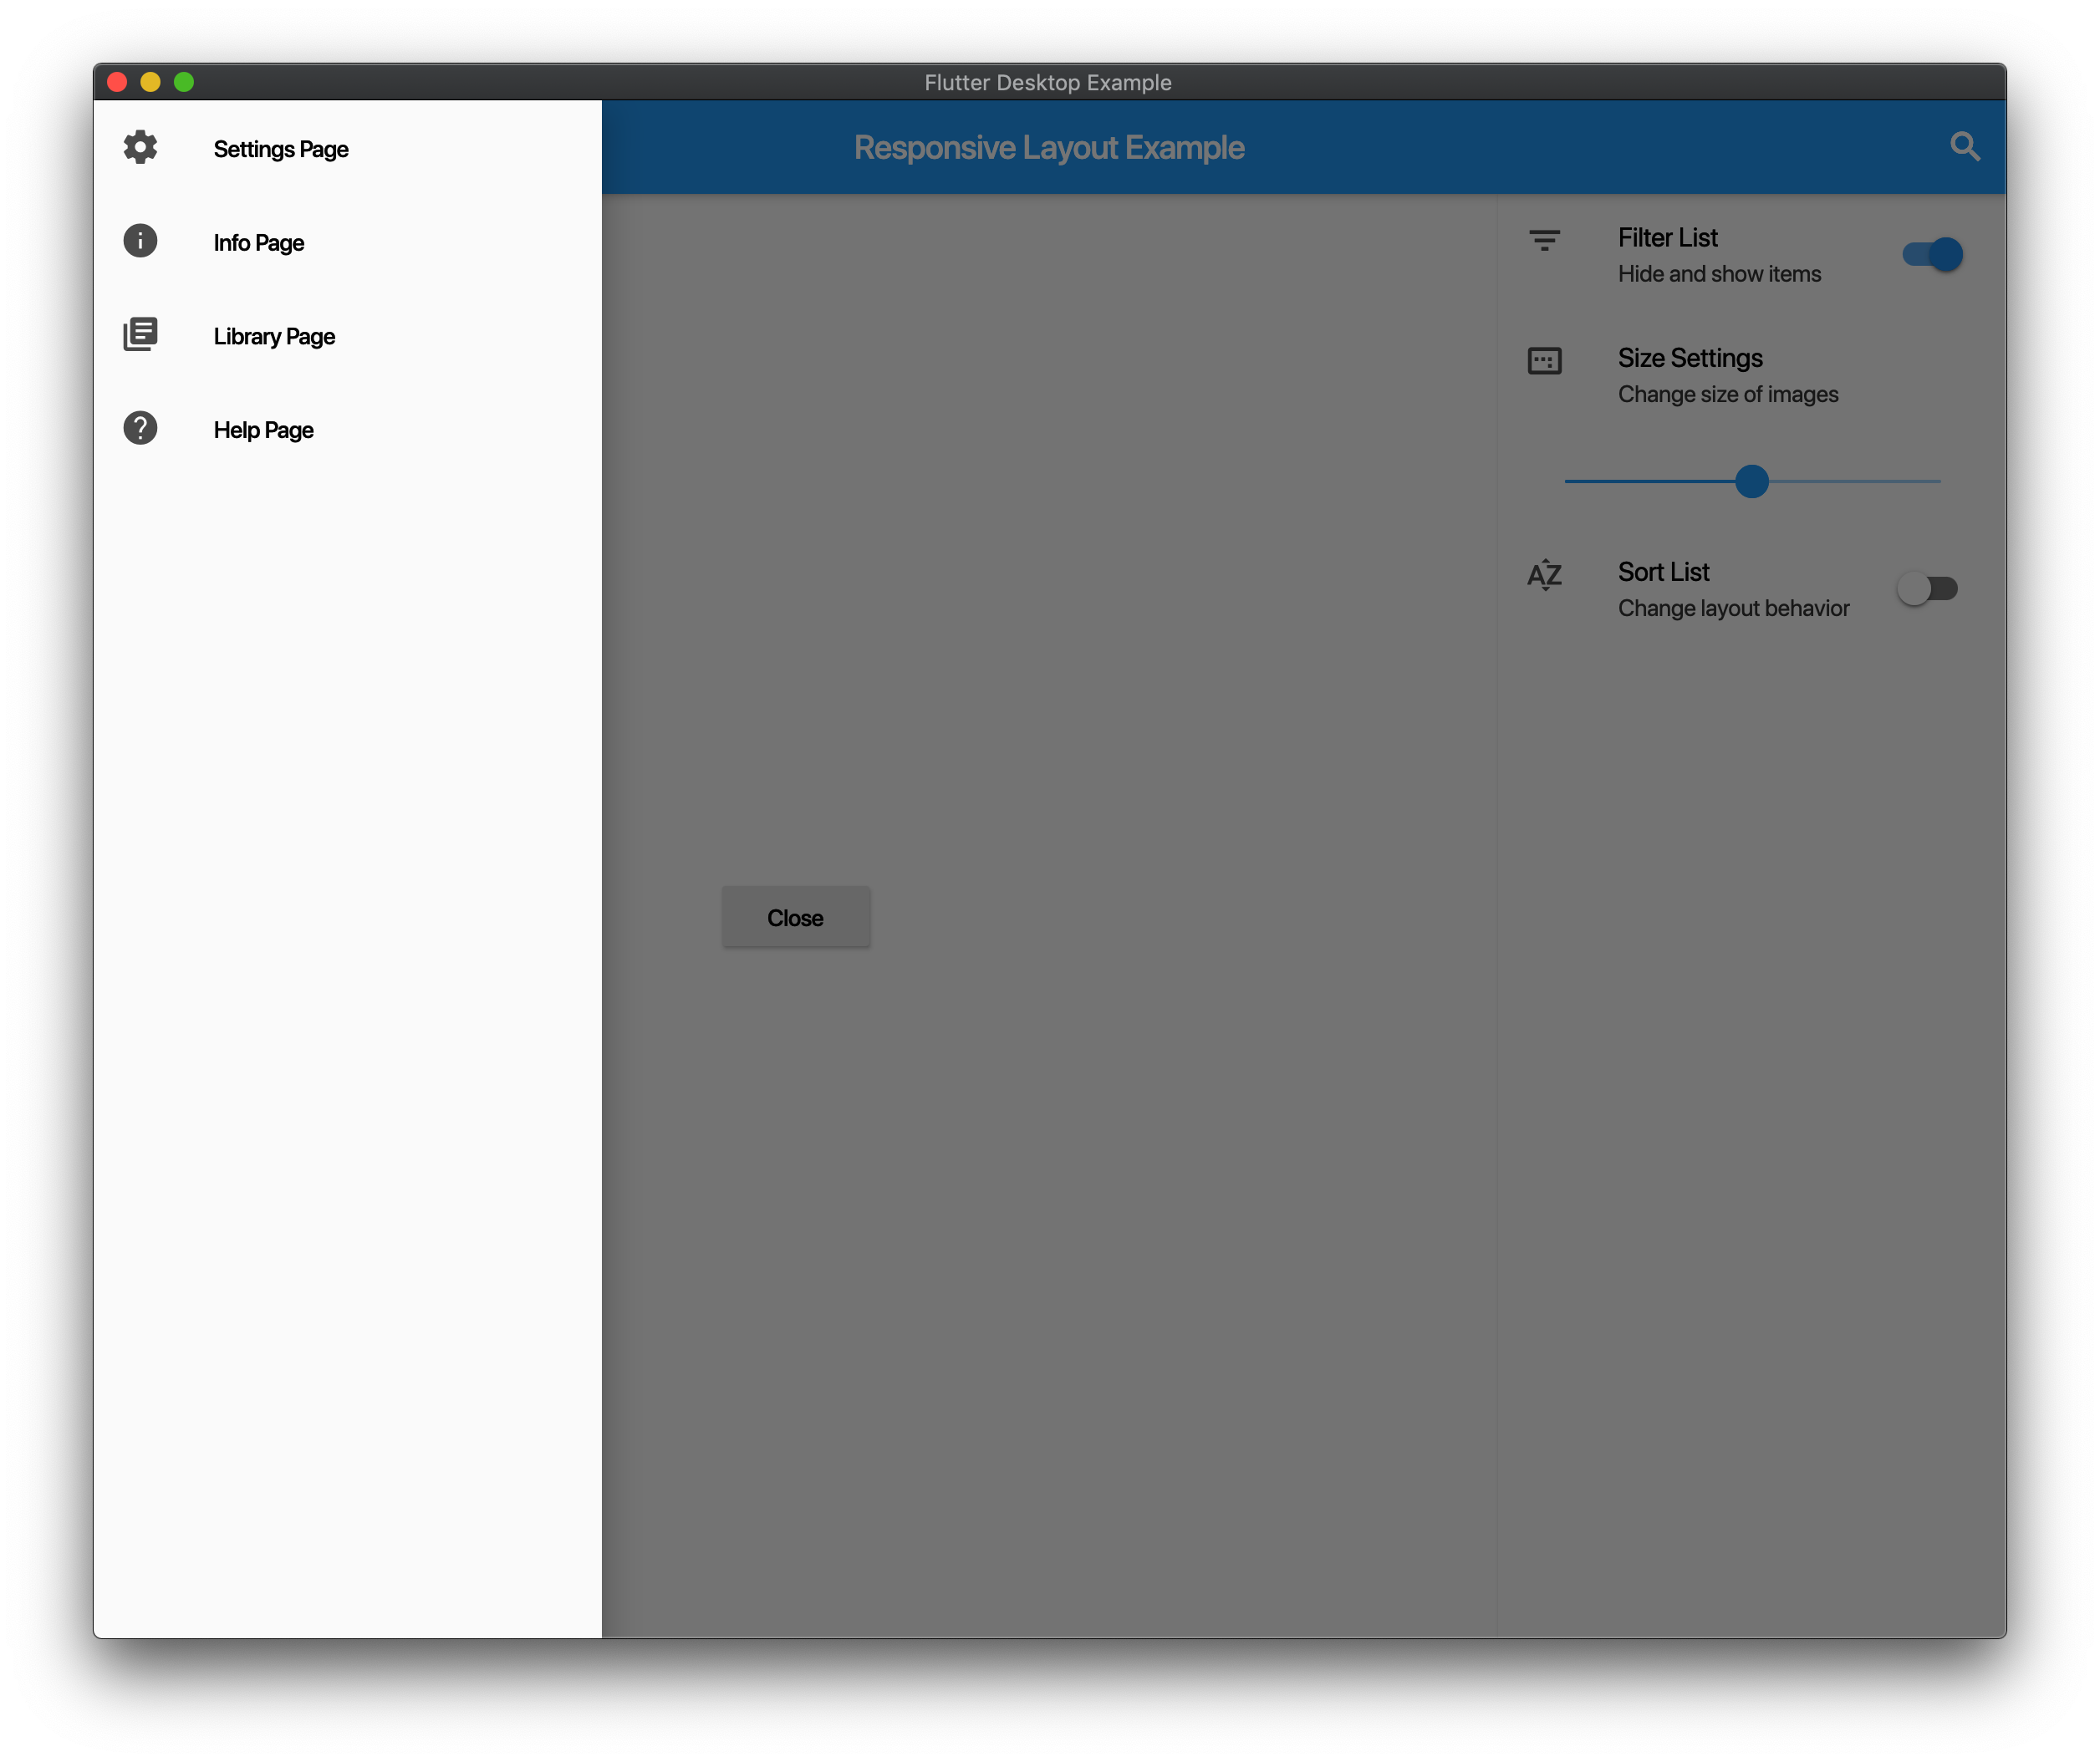 Flutter Desktop Example
Settings Page
Info Page
Library Page
Help Page
Responsive Layout Example
Close
Filter List
Hide and show items
Size Settings
Change size of images
AZ
Sort List
Change layout behavior